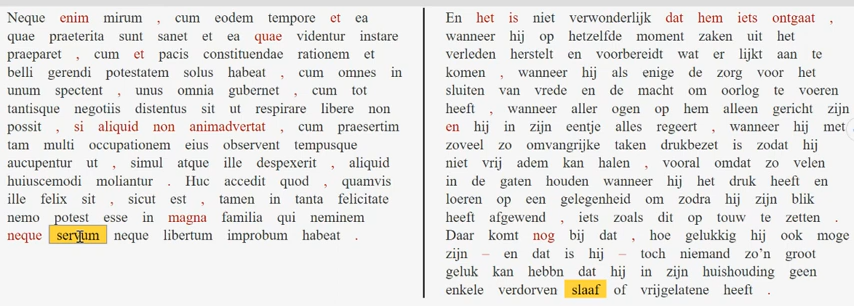 Neque enim mirum , cum eodem tempore et ea
quae praeterita sunt sanet et ea quae videntur instare
praeparet , cum et pacis constituendae rationem et
belli gerendi potestatem solus habeat , cum omnes in
unum spectent , unus omnia gubernet , cum tot
tantisque negotiis distentus sit ut respirare libere non
possit , si aliquid non animadvertat , cum praesertim
tam multi occupationem eius observent tempusque
aucupentur ut , simul atque ille despexerit , aliquid
huiuscemodi moliantur . Huc accedit quod , quamvis
ille felix sit , sicut est , tamen in tanta felicitate
nemo potest esse in magna familia qui neminem
neque servum neque libertum improbum habeat .
En het is niet verwonderlijk dat hem iets ontgaat ,
wanneer hij op hetzelfde moment zaken uit het
verleden herstelt en voorbereidt wat er lijkt aan te
komen , wanneer hij als enige de zorg voor het
sluiten van vrede en de macht om oorlog te voeren
heeft , wanneer aller ogen op hem alleen gericht zijn
en hij in zijn eentje alles regeert , wanneer hij met
zoveel zo omvangrijke taken drukbezet is zodat hij
niet vrij adem kan halen , vooral omdat zo velen
in de gaten houden wanneer hij het druk heeft en
loeren op een gelegenheid om zodra hij zijn blik
heeft afgewend , iets zoals dit op touw te zetten .
Daar komt nog bij dat , hoe gelukkig hij ook moge
zijn – en dat is hij – toch niemand zo’n groot
geluk kan hebbn dat hij in zijn huishouding geen
enkele verdorven slaaf of vrijgelatene heeft .